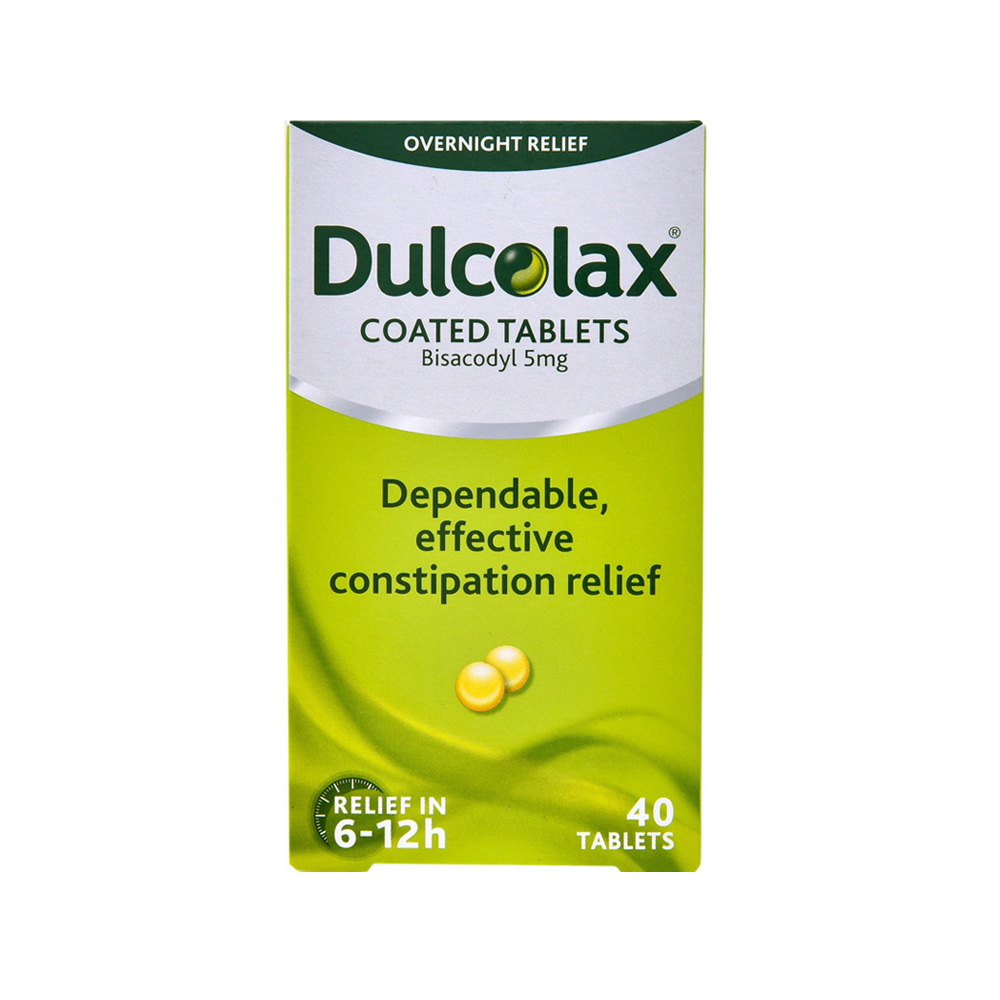 OVERNIGHT RELIEF
Dulcolax®
COATED TABLETS
Bisacodyl 5mg
Dependable,
effective
constipation relief
RELIEF IN
6-12h
40
TABLETS